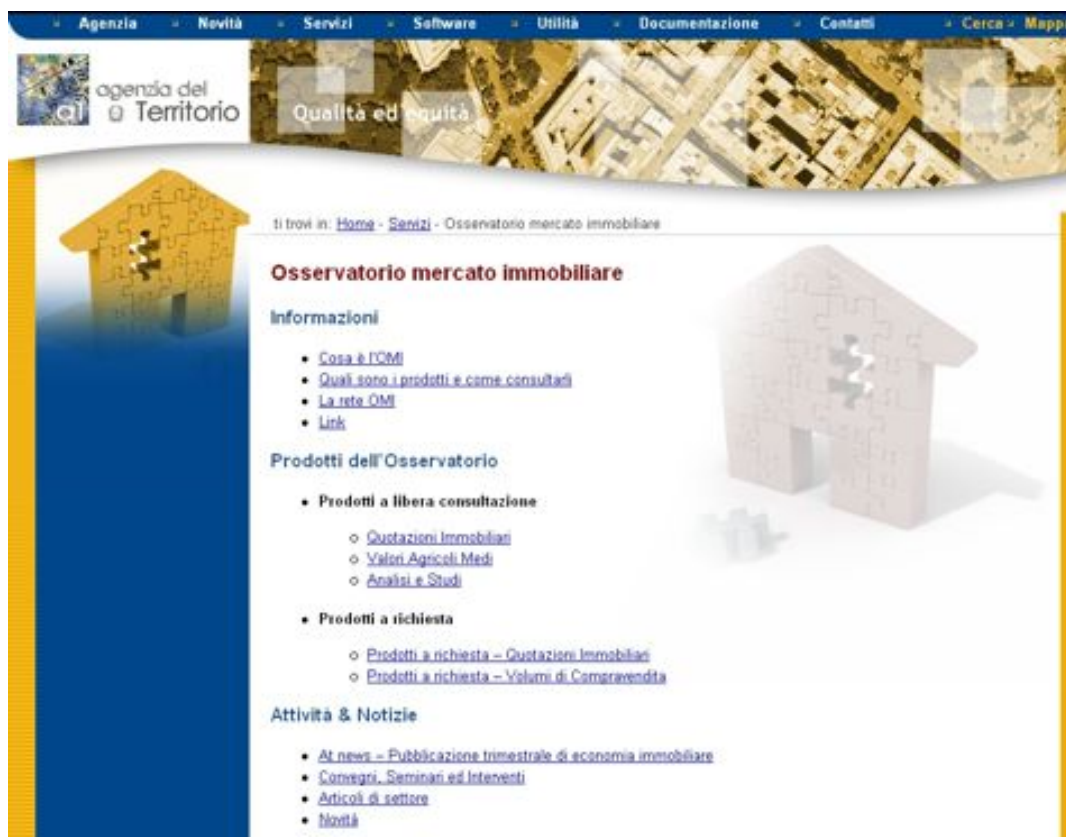 Agenzia Novità Servizi Software Utilità Documentazione Contatti Cerca Mappa
agenzia del
Territorio
Qualità ed equità
ti trovi in: Home - Servizi - Osservatorio mercato immobiliare
Osservatorio mercato immobiliare
Informazioni
Cosa è l'OMI
Quali sono i prodotti e come consultarli
La rete OMI
Link
Prodotti dell'Osservatorio
Prodotti a libera consultazione
Quotazioni Immobiliari
Valori Agricoli Medi
Analisi e Studi
Prodotti a richiesta
Prodotti a richiesta – Quotazioni Immobiliari
Prodotti a richiesta – Volumi di Compravendita
Attività & Notizie
At news – Pubblicazione trimestrale di economia immobiliare
Convegni, Seminari ed Interventi
Articoli di settore
Novità